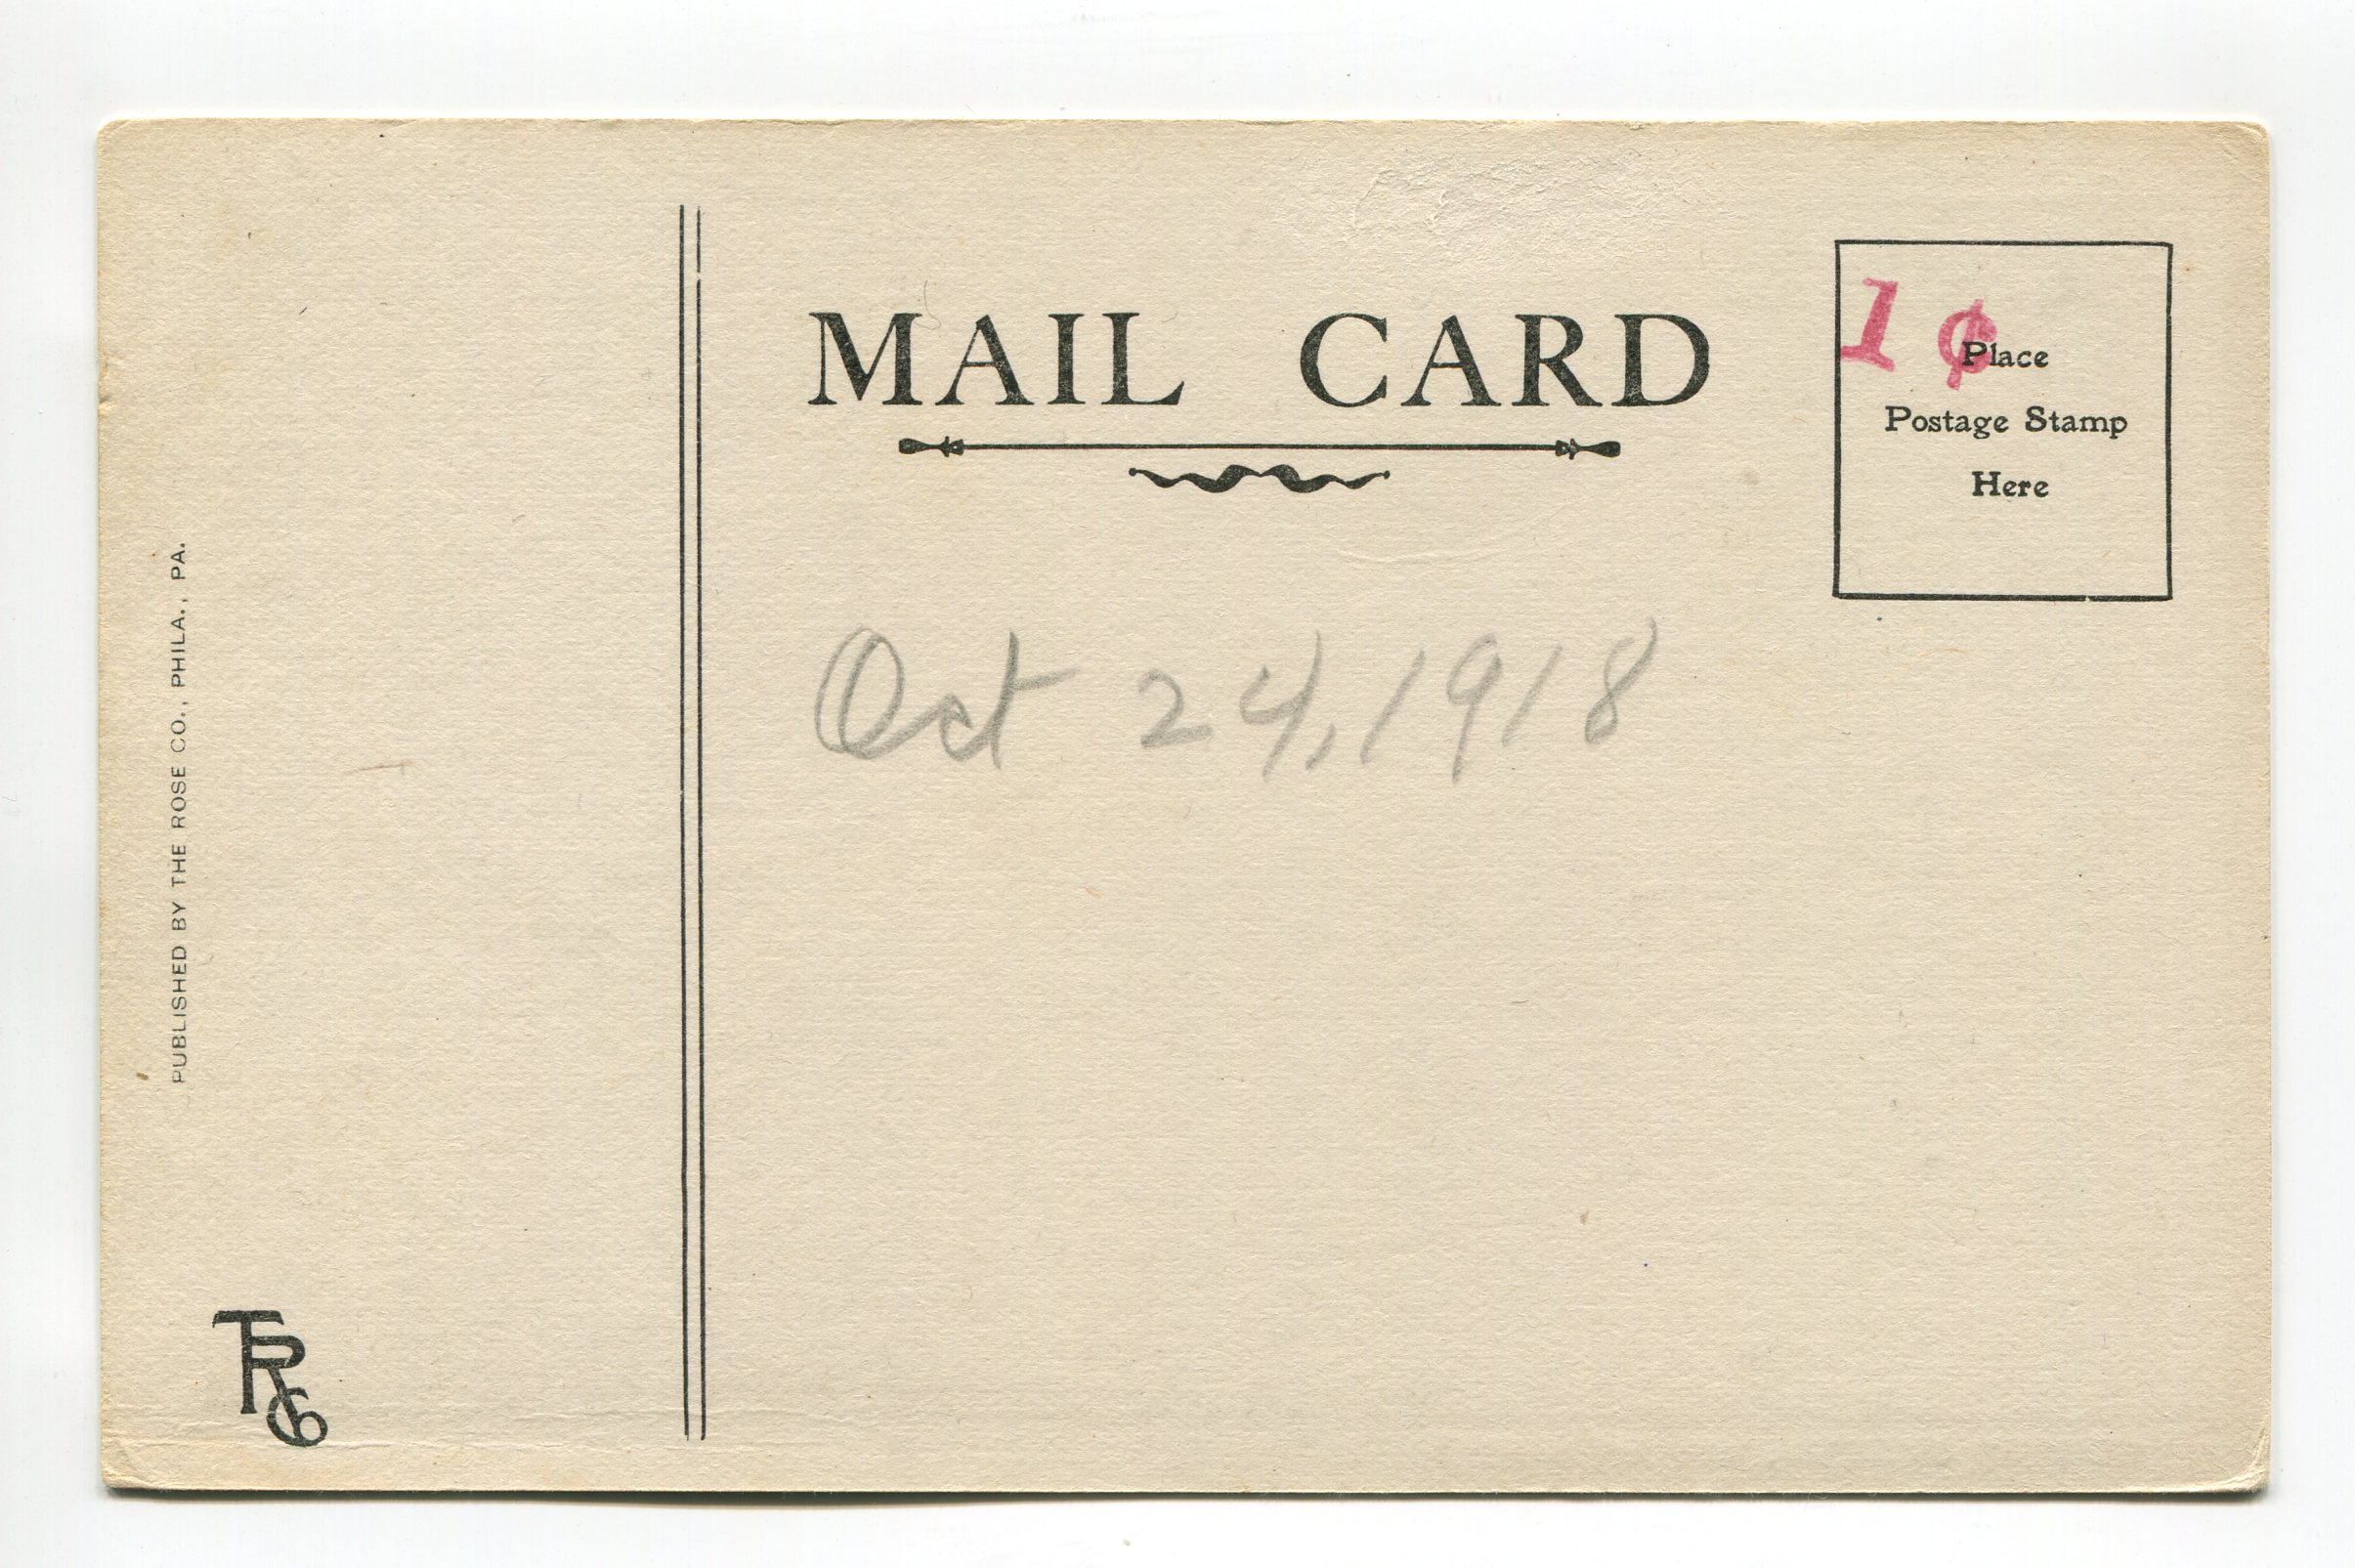 MAIL CARD
1¢
Place
Postage Stamp
Here
Oct 24, 1918
PUBLISHED BY THE ROSE CO., PHILA., PA.
TRCo